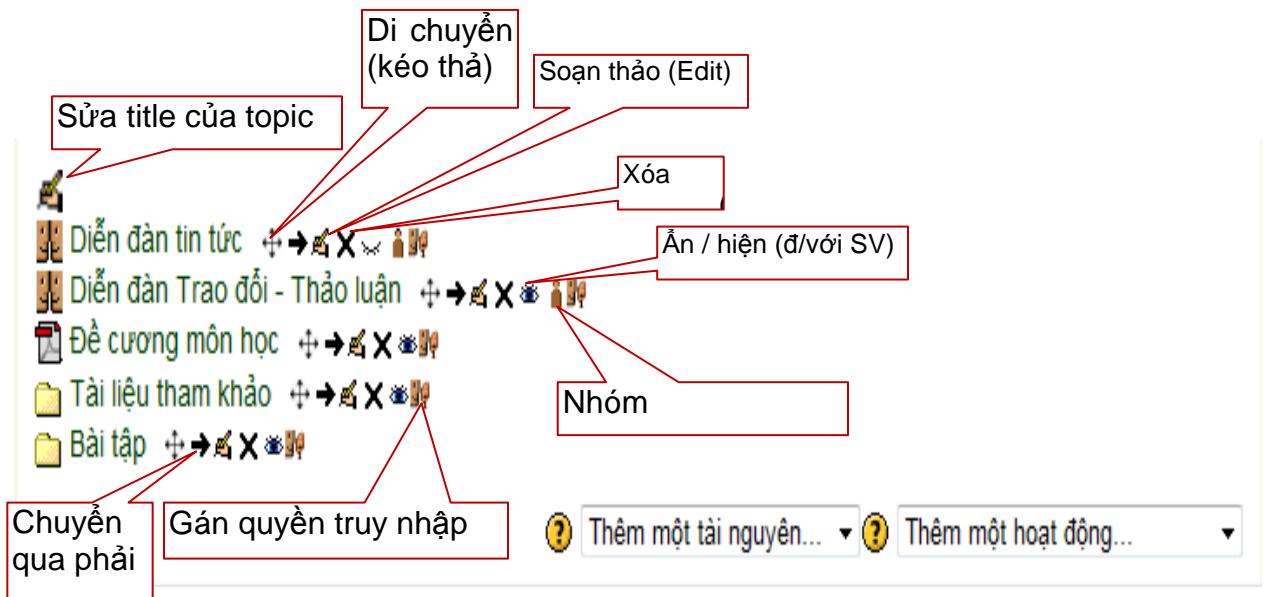 Di chuyển
(kéo thả)
Soạn thảo (Edit)
Sửa title của topic
Xóa
Diễn đàn tin tức
Ẩn / hiện (đ/với SV)
Diễn đàn Trao đổi - Thảo luận
Đề cương môn học
Tài liệu tham khảo
Nhóm
Bài tập
Chuyển
qua phải
Gán quyền truy nhập
Thêm một tài nguyên...
Thêm một hoạt động...